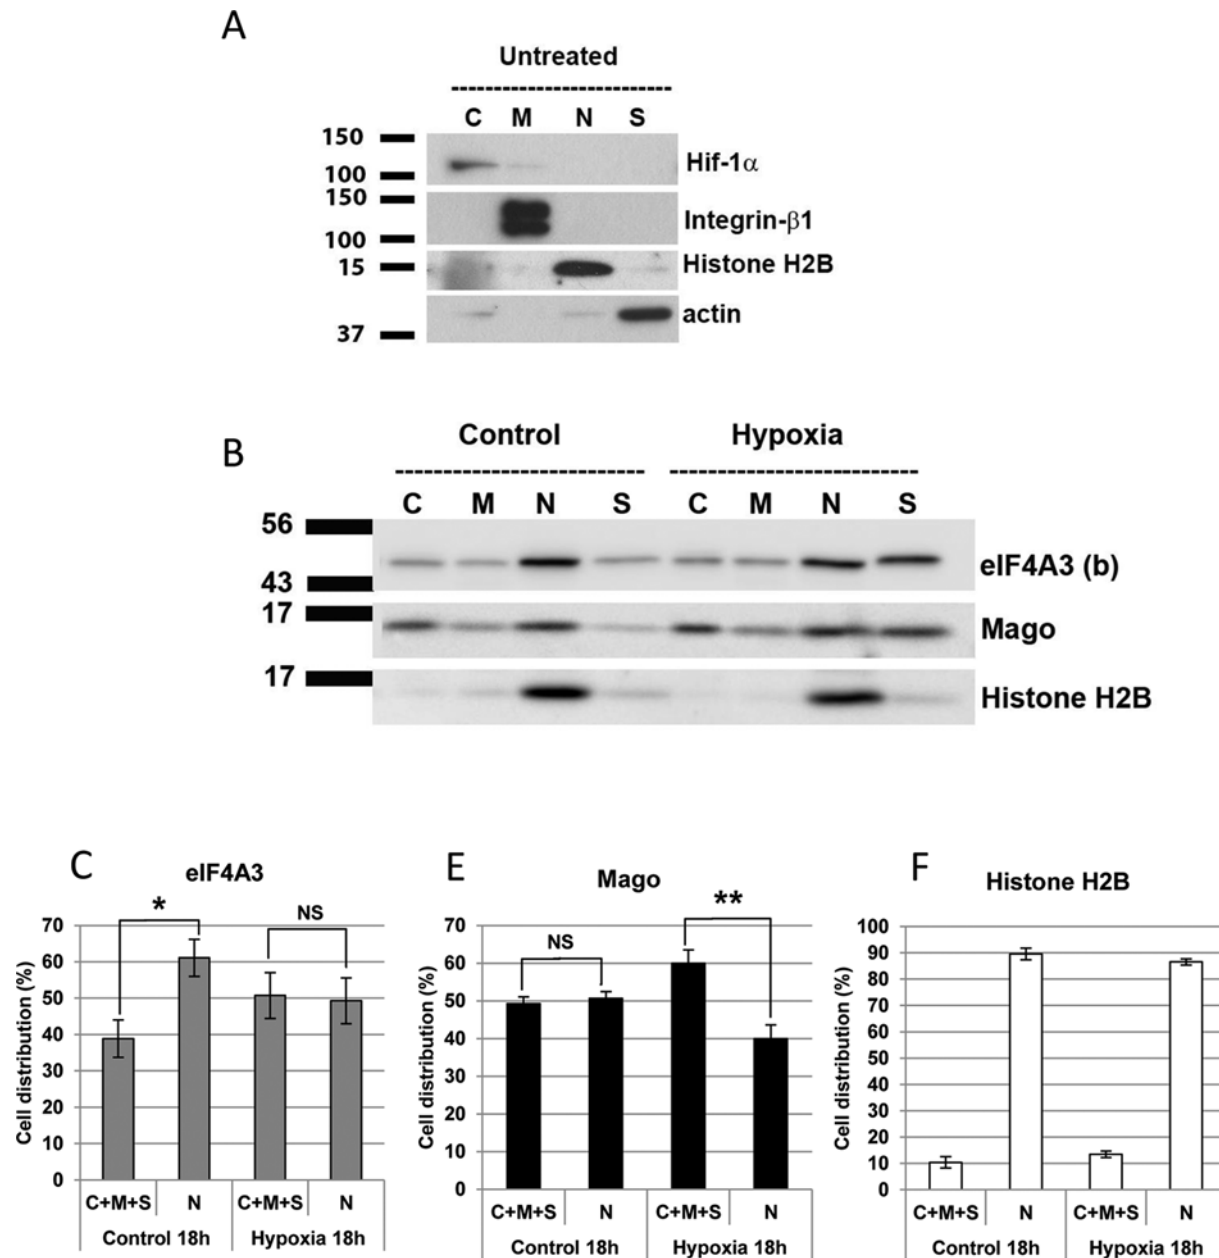 A
Untreated
C M N S
150
100
Hif-1α
150
100
Integrin-β1
15
Histone H2B
actin
37
B
Control Hypoxia
C M N S C M N S
56
43
eIF4A3 (b)
17
Mago
17
Histone H2B
C
eIF4A3
Cell distribution (%)
70
60
50
40
30
20
10
0
*
NS
C+M+S N C+M+S N
Control 18h Hypoxia 18h
E
Mago
Cell distribution (%)
70
60
50
40
30
20
10
0
NS
**
C+M+S N C+M+S N
Control 18h Hypoxia 18h
F
Histone H2B
Cell distribution (%)
100
90
80
70
60
50
40
30
20
10
0
C+M+S N C+M+S N
Control 18h Hypoxia 18h